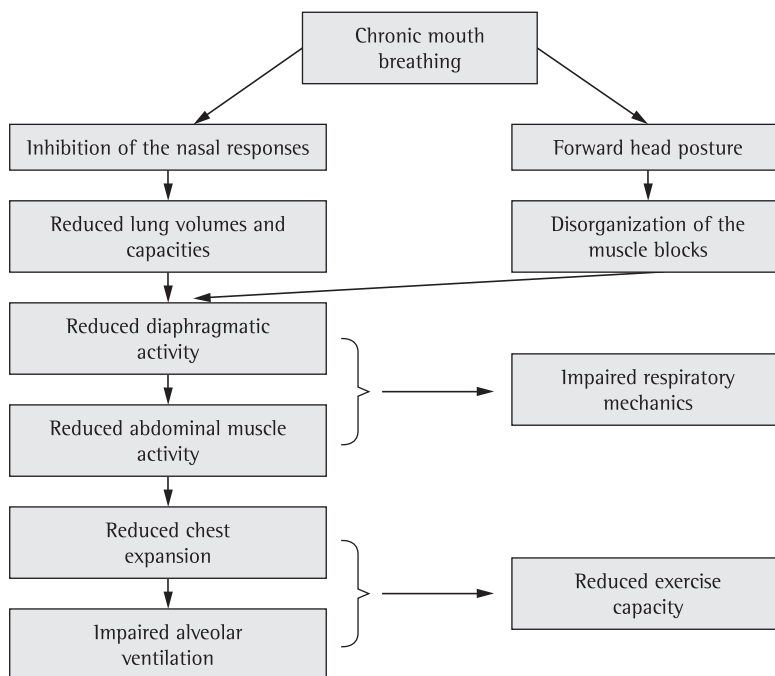 Chronic mouth
breathing
Inhibition of the nasal responses
Forward head posture
Reduced lung volumes and
capacities
Disorganization of the
muscle blocks
Reduced diaphragmatic
activity
Impaired respiratory
mechanics
Reduced abdominal muscle
activity
Reduced chest
expansion
Reduced exercise
capacity
Impaired alveolar
ventilation